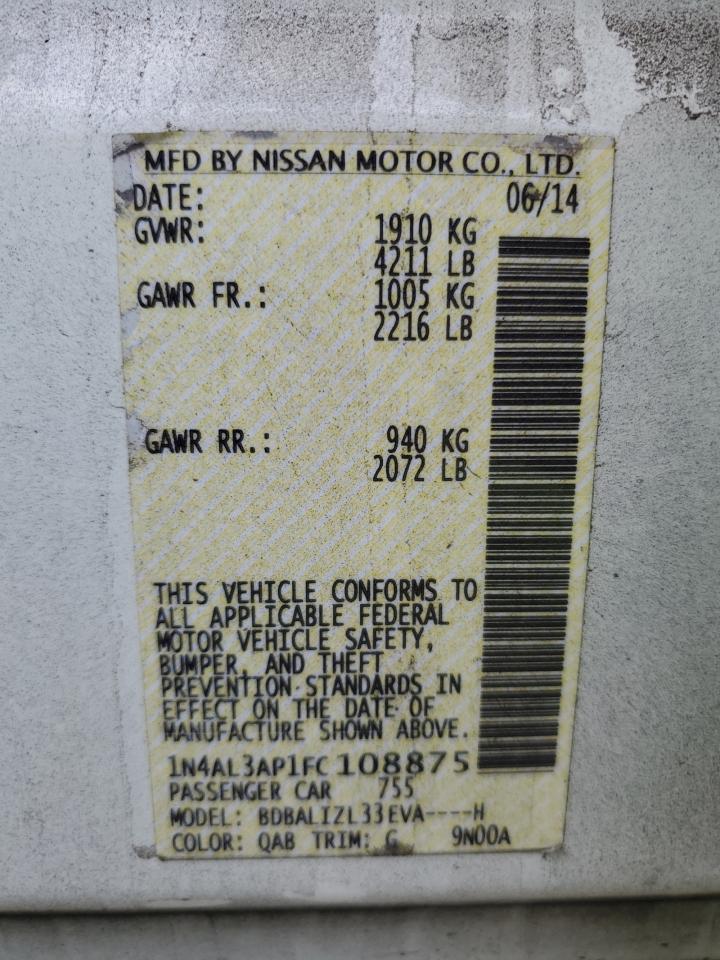 MFD BY NISSAN MOTOR CO., LTD.
DATE: 06/14
GVWR: 1910 KG
4211 LB
GAWR FR.: 1005 KG
2216 LB
GAWR RR.: 940 KG
2072 LB
THIS VEHICLE CONFORMS TO
ALL APPLICABLE FEDERAL
MOTOR VEHICLE SAFETY,
BUMPER, AND THEFT
PREVENTION STANDARDS IN
EFFECT ON THE DATE OF
MANUFACTURE SHOWN ABOVE.
1N4AL3AP1FC108875
PASSENGER CAR 755
MODEL: BDBALIZL33EVA----H
COLOR: QAB TRIM: G 9N00A